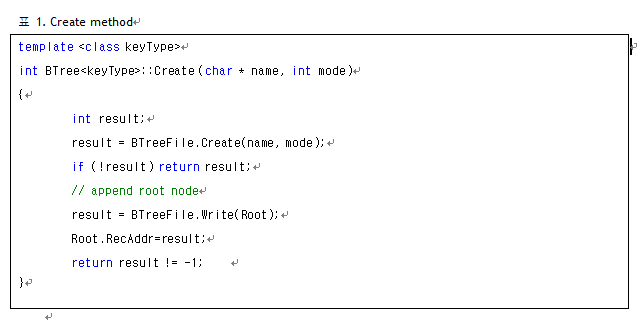 표 1. Create method
template <class keyType>
int BTree<keyType>::Create(char * name, int mode)
{
int result;
result = BTreeFile.Create(name, mode);
if (!result) return result;
// append root node
result = BTreeFile.Write(Root);
Root.RecAddr=result;
return result != -1;
}